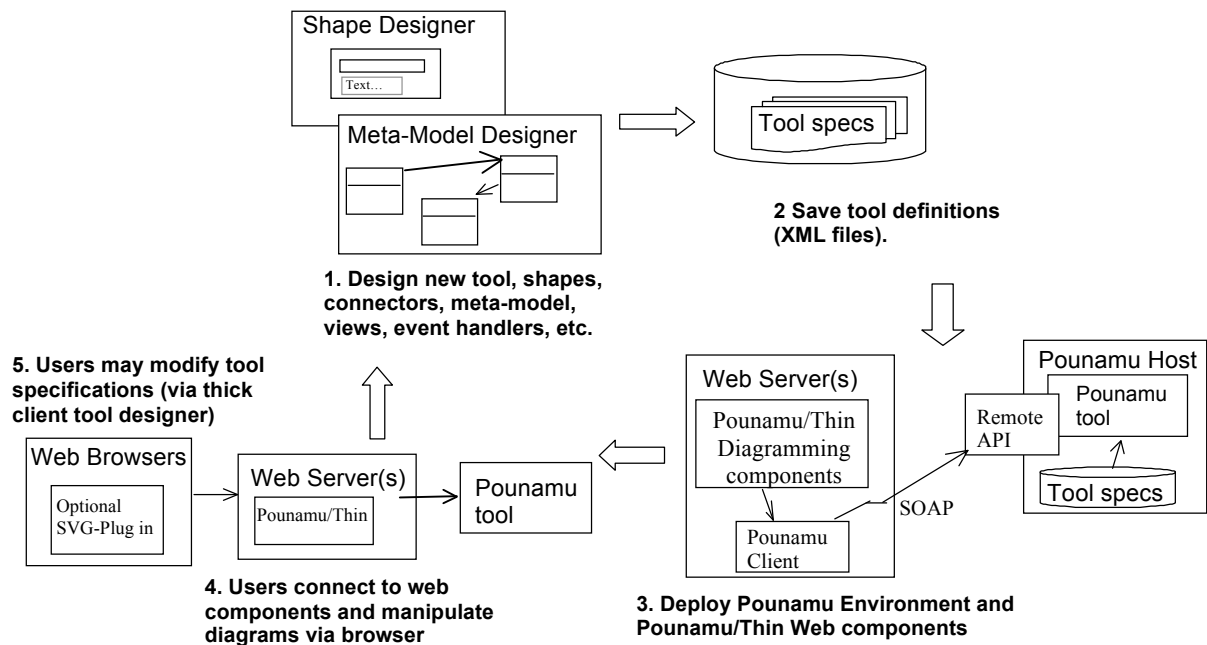 Shape Designer
Text…
Meta-Model Designer
1. Design new tool, shapes,
connectors, meta-model,
views, event handlers, etc.
Tool specs
2 Save tool definitions
(XML files).
Web Server(s)
Pounamu/Thin
Diagramming
components
Pounamu
Client
SOAP
Remote
API
Pounamu Host
Pounamu
tool
Tool specs
3. Deploy Pounamu Environment and
Pounamu/Thin Web components
5. Users may modify tool
specifications (via thick
client tool designer)
Web Browsers
Optional
SVG-Plug in
Web Server(s)
Pounamu/Thin
Pounamu
tool
4. Users connect to web
components and manipulate
diagrams via browser